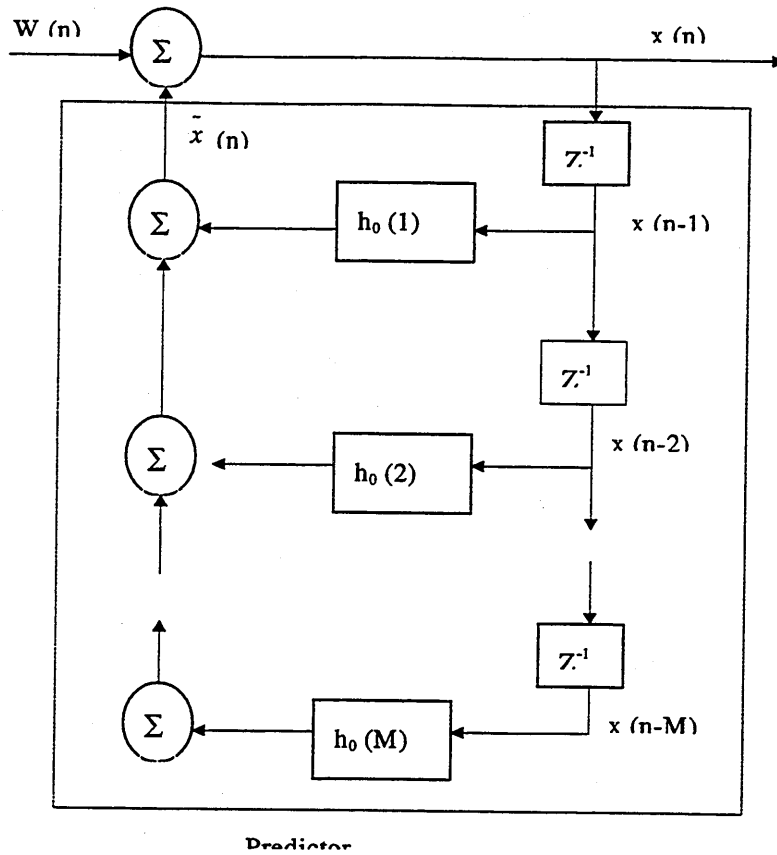 W (n)
x (n)
Σ
x̃ (n)
Z⁻¹
Σ
h₀ (1)
x (n-1)
Z⁻¹
Σ
h₀ (2)
x (n-2)
Z⁻¹
Σ
h₀ (M)
x (n-M)
Predictor